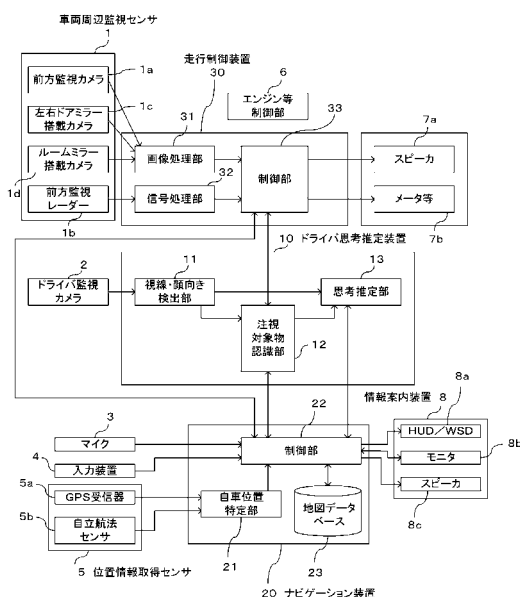 車両周辺監視センサ
1
前方監視カメラ
1a
左右ドアミラー
搭載カメラ
1c
ルームミラー
搭載カメラ
1d
前方監視
レーダー
1b
走行制御装置
30
6
エンジン等
制御部
31
画像処理部
32
信号処理部
33
制御部
7a
スピーカ
メータ等
7b
10 ドライバ思考推定装置
2
ドライバ監視
カメラ
11
視線・顔向き
検出部
13
思考推定部
注視
対象物
認識部
12
情報案内装置
8
8a
HUD/WSD
モニタ
8b
スピーカ
8c
22
制御部
3
マイク
4
入力装置
5a
GPS受信器
5b
自立航法
センサ
5 位置情報取得センサ
自車位置
特定部
21
地図データ
ベース
23
20 ナビゲーション装置